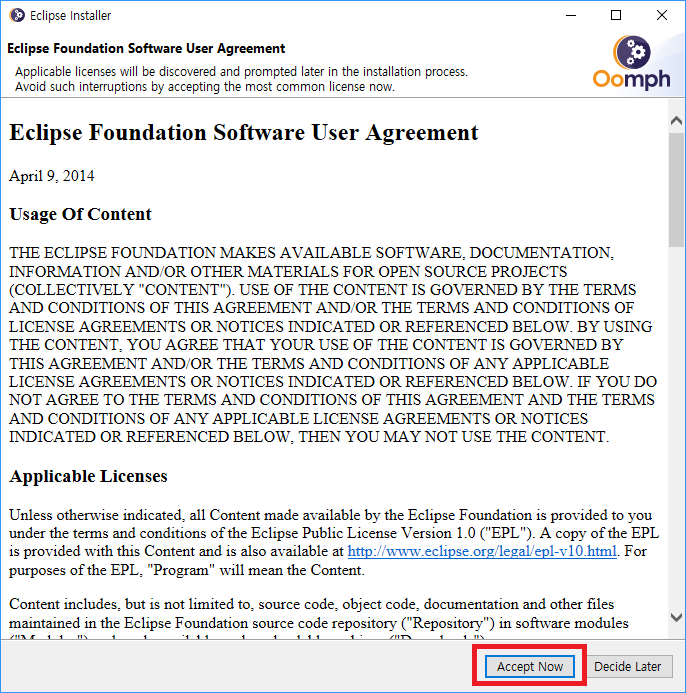 Eclipse Installer
Eclipse Foundation Software User Agreement
Applicable licenses will be discovered and prompted later in the installation process.
Avoid such interruptions by accepting the most common license now.
Oomph
Eclipse Foundation Software User Agreement
April 9, 2014
Usage Of Content
THE ECLIPSE FOUNDATION MAKES AVAILABLE SOFTWARE, DOCUMENTATION,
INFORMATION AND/OR OTHER MATERIALS FOR OPEN SOURCE PROJECTS
(COLLECTIVELY "CONTENT"). USE OF THE CONTENT IS GOVERNED BY THE TERMS
AND CONDITIONS OF THIS AGREEMENT AND/OR THE TERMS AND CONDITIONS OF
LICENSE AGREEMENTS OR NOTICES INDICATED OR REFERENCED BELOW. BY USING
THE CONTENT, YOU AGREE THAT YOUR USE OF THE CONTENT IS GOVERNED BY
THIS AGREEMENT AND/OR THE TERMS AND CONDITIONS OF ANY APPLICABLE
LICENSE AGREEMENTS OR NOTICES INDICATED OR REFERENCED BELOW. IF YOU DO
NOT AGREE TO THE TERMS AND CONDITIONS OF THIS AGREEMENT AND THE TERMS
AND CONDITIONS OF ANY APPLICABLE LICENSE AGREEMENTS OR NOTICES
INDICATED OR REFERENCED BELOW, THEN YOU MAY NOT USE THE CONTENT.
Applicable Licenses
Unless otherwise indicated, all Content made available by the Eclipse Foundation is provided to you
under the terms and conditions of the Eclipse Public License Version 1.0 ("EPL"). A copy of the EPL
is provided with this Content and is also available at http://www.eclipse.org/legal/epl-v10.html. For
purposes of the EPL, "Program" will mean the Content.
Content includes, but is not limited to, source code, object code, documentation and other files
maintained in the Eclipse Foundation source code repository ("Repository") in software modules
Accept Now
Decide Later